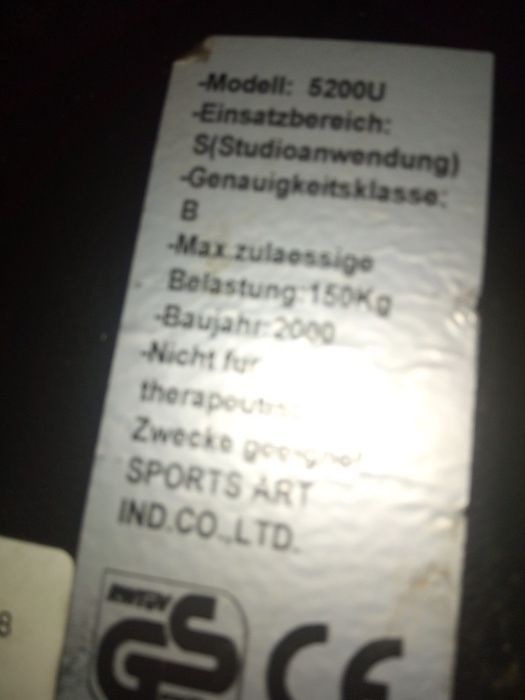 -Modell: 5200U
-Einsatzbereich:
S(Studioanwendung)
-Genauigkeitsklasse:
B
-Max.zulaessige
Belastung:150Kg
-Baujahr:2000
-Nicht fur
Zwecke
SPORTS ART
IND.CO.,LTD.
GS
CE
8